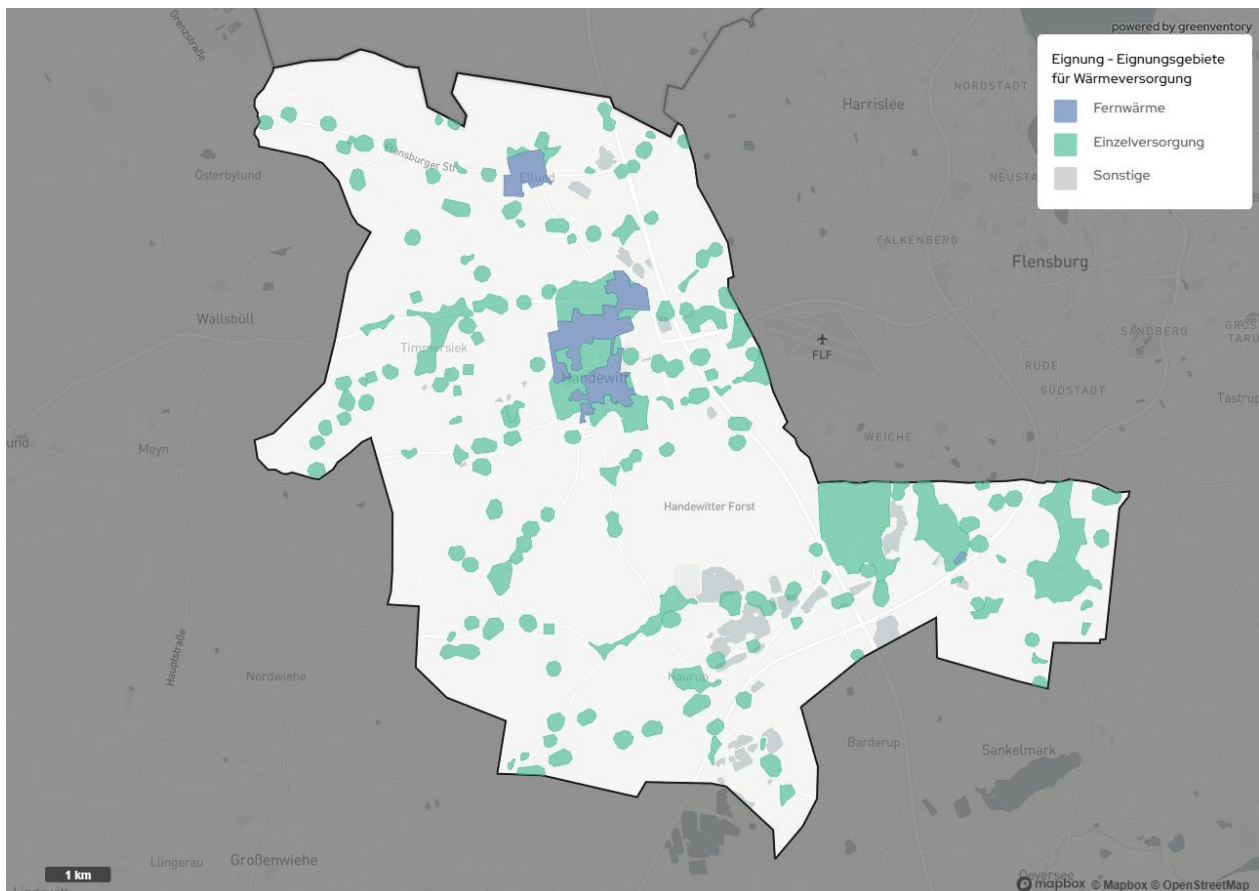 powered by greenventory
Eignung - Eignungsgebiete
für Wärmeversorgung
Fernwärme
Einzelversorgung
Sonstige
Grenzstraße
Harrislee
NORDSTADT
Osterbylund
Flensburger Str.
Ellund
FALKENBERG
Flensburg
Wallsbüll
SANDBERG
Timmersiek
FLF
RUDE
Handewitt
SÜDSTADT
Tastrup
WEICHE
Meyn
Handewitter Forst
Hauptstraße
Nordwiehe
Haurup
Barderup
Sankelmark
Lüngerau
Großenwiehe
1 km
Oeversee
mapbox © Mapbox © OpenStreetMap